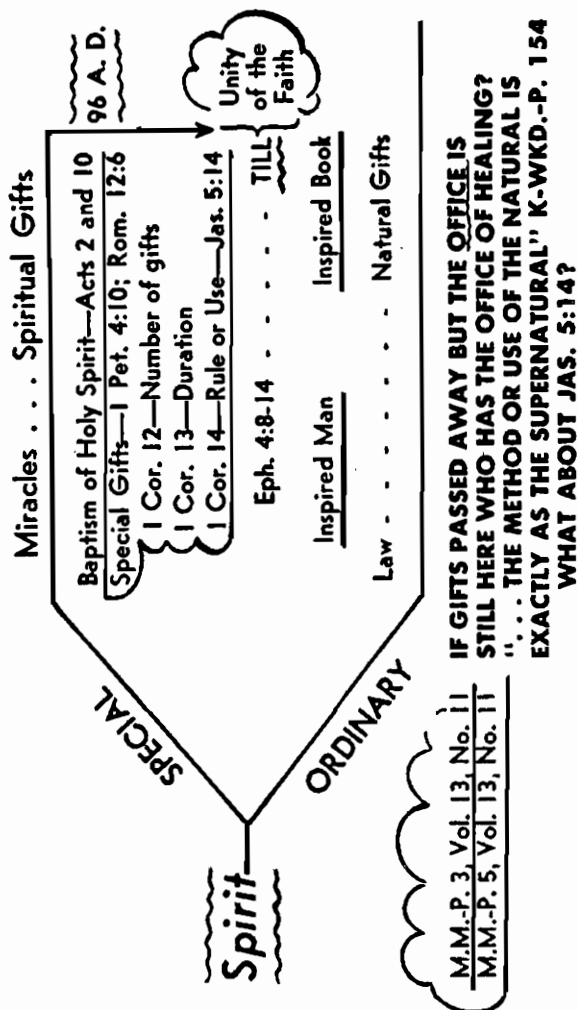 Miracles . . . Spiritual Gifts
96 A. D.
Baptism of Holy Spirit—Acts 2 and 10
Special Gifts—1 Pet. 4:10; Rom. 12:6
1 Cor. 12—Number of gifts
1 Cor. 13—Duration
1 Cor. 14—Rule or Use—Jas. 5:14
Eph. 4:8-14 - - - - - - TILL
Unity
of the
Faith
SPECIAL
Spirit
ORDINARY
Inspired Man Inspired Book
Law - - - - - - - - - Natural Gifts
M.M.-P. 3, Vol. 13, No. 11
M.M.-P. 5, Vol. 13, No. 11
IF GIFTS PASSED AWAY BUT THE OFFICE IS
STILL HERE WHO HAS THE OFFICE OF HEALING?
". . . THE METHOD OR USE OF THE NATURAL IS
EXACTLY AS THE SUPERNATURAL" K-WKD.-P. 154
WHAT ABOUT JAS. 5:14?